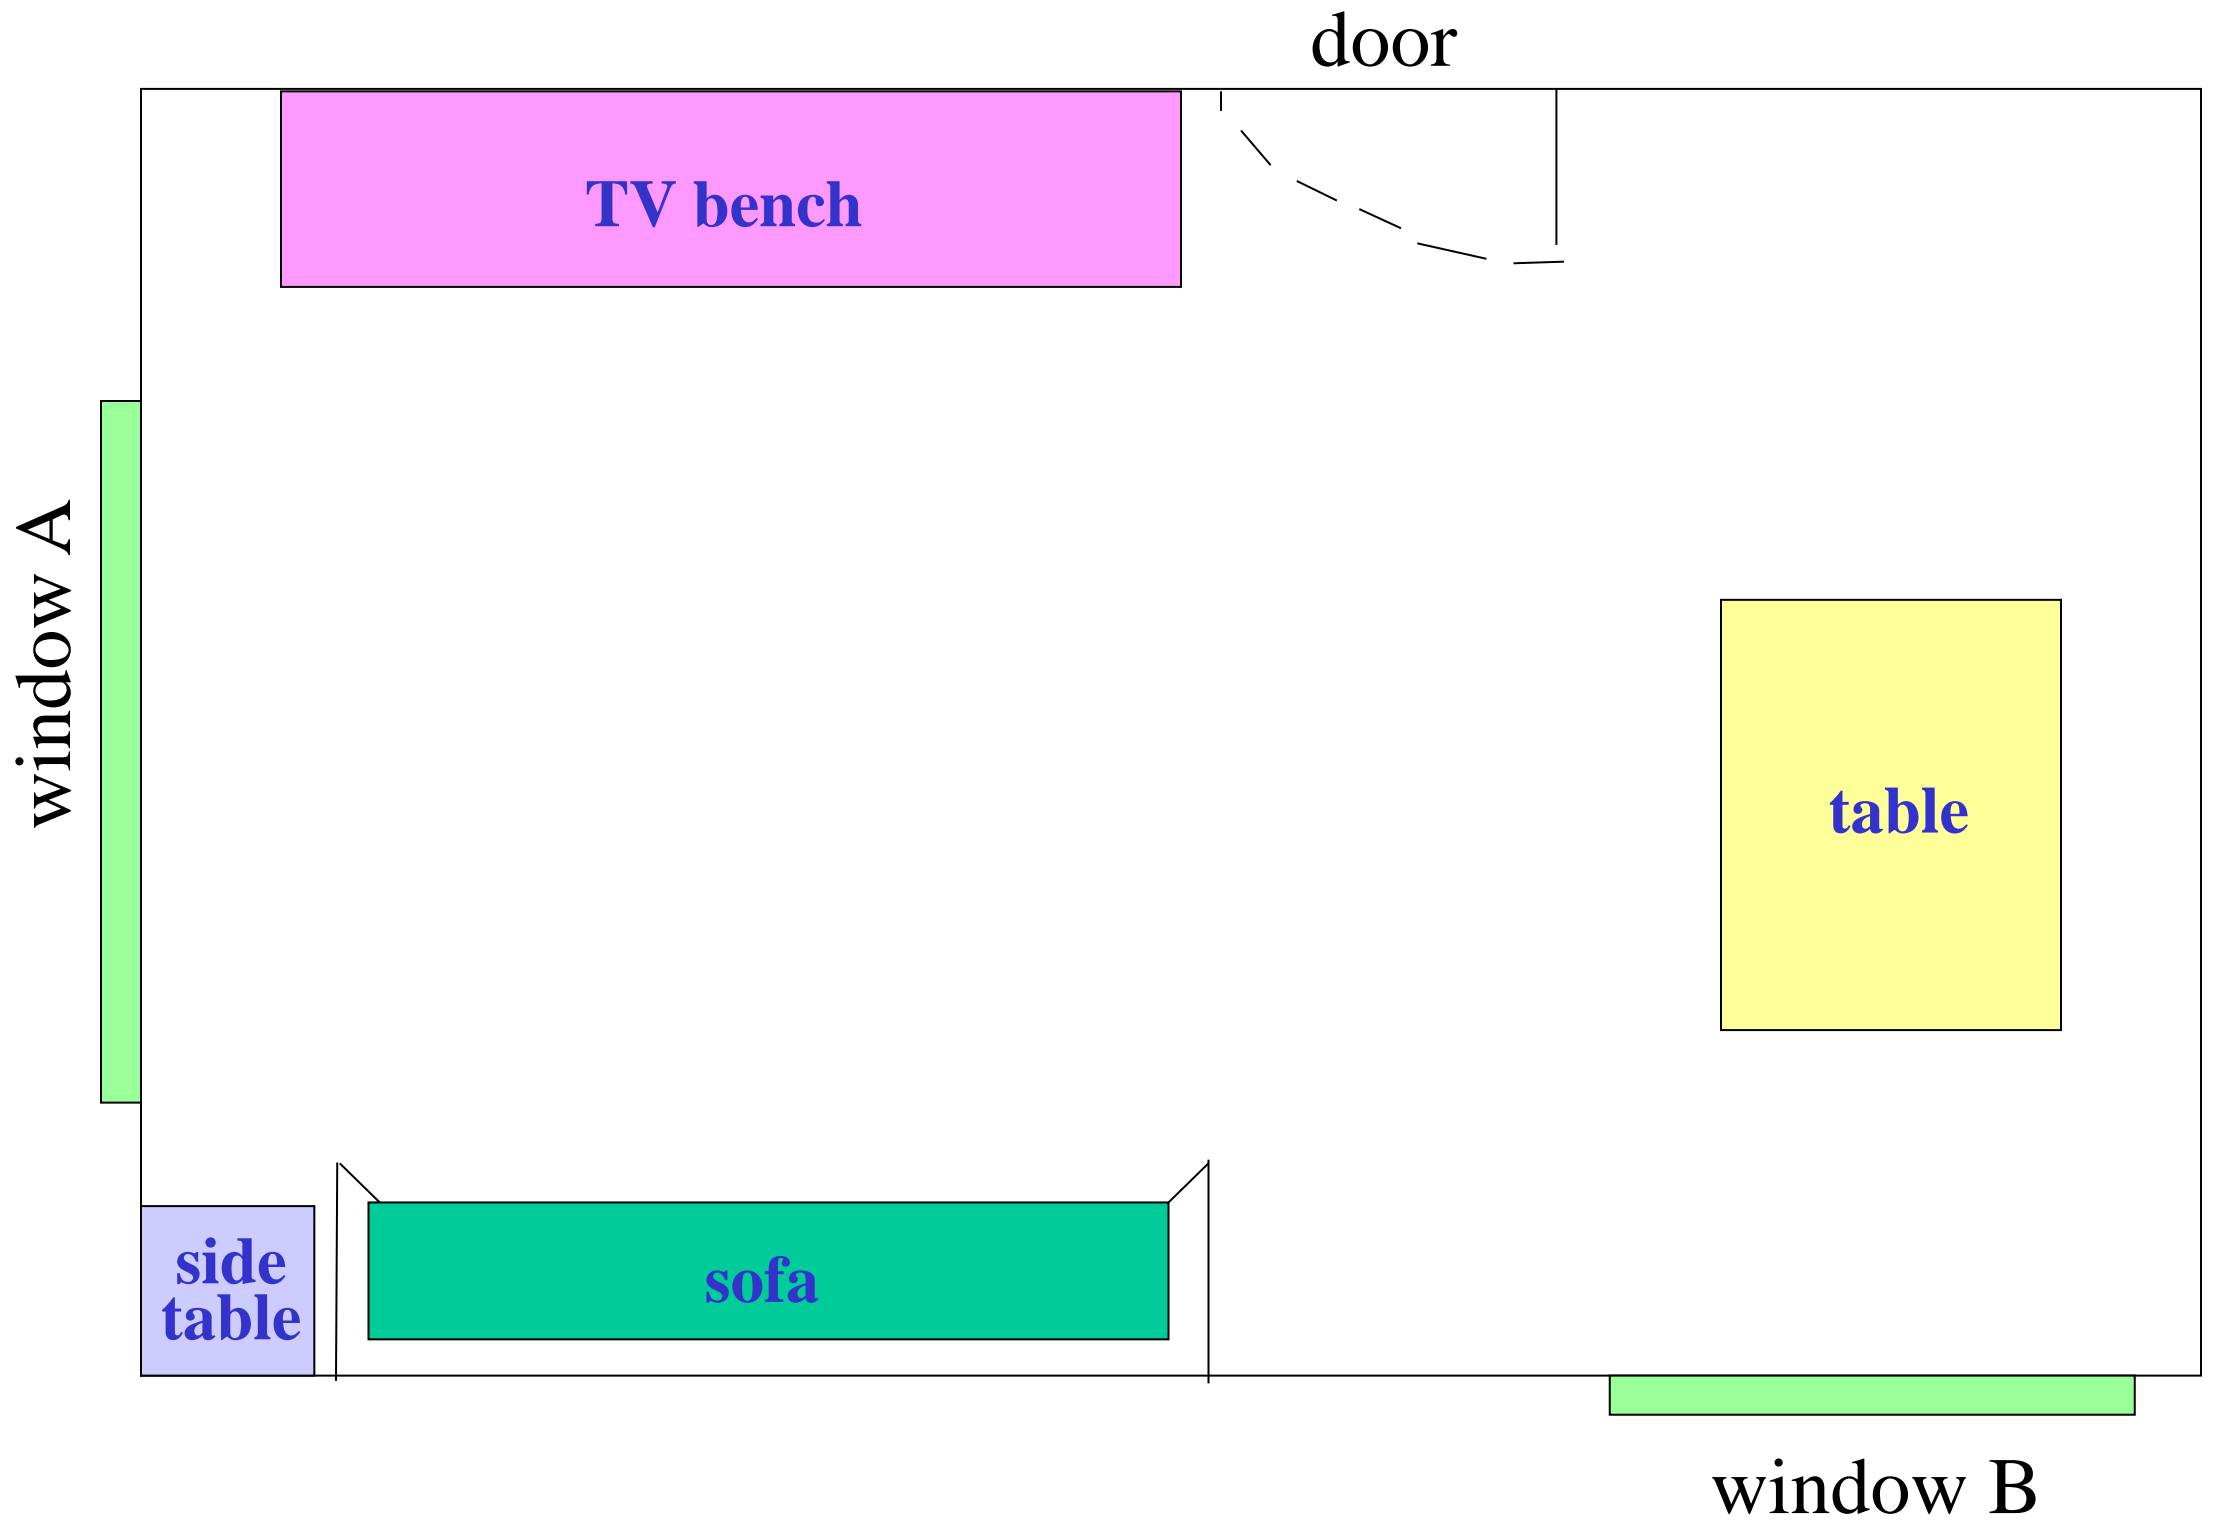 door
TV bench
window A
table
side
table
sofa
window B